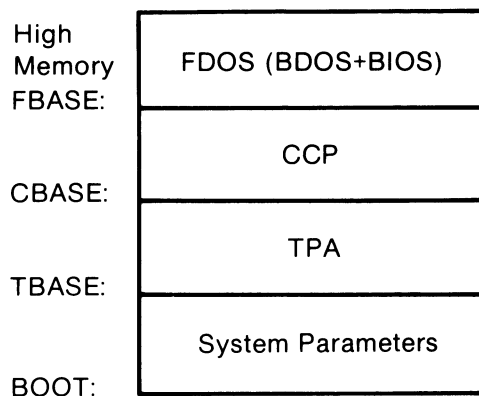 High
Memory
FDOS (BDOS+BIOS)
FBASE:
CCP
CBASE:
TPA
TBASE:
System Parameters
BOOT: